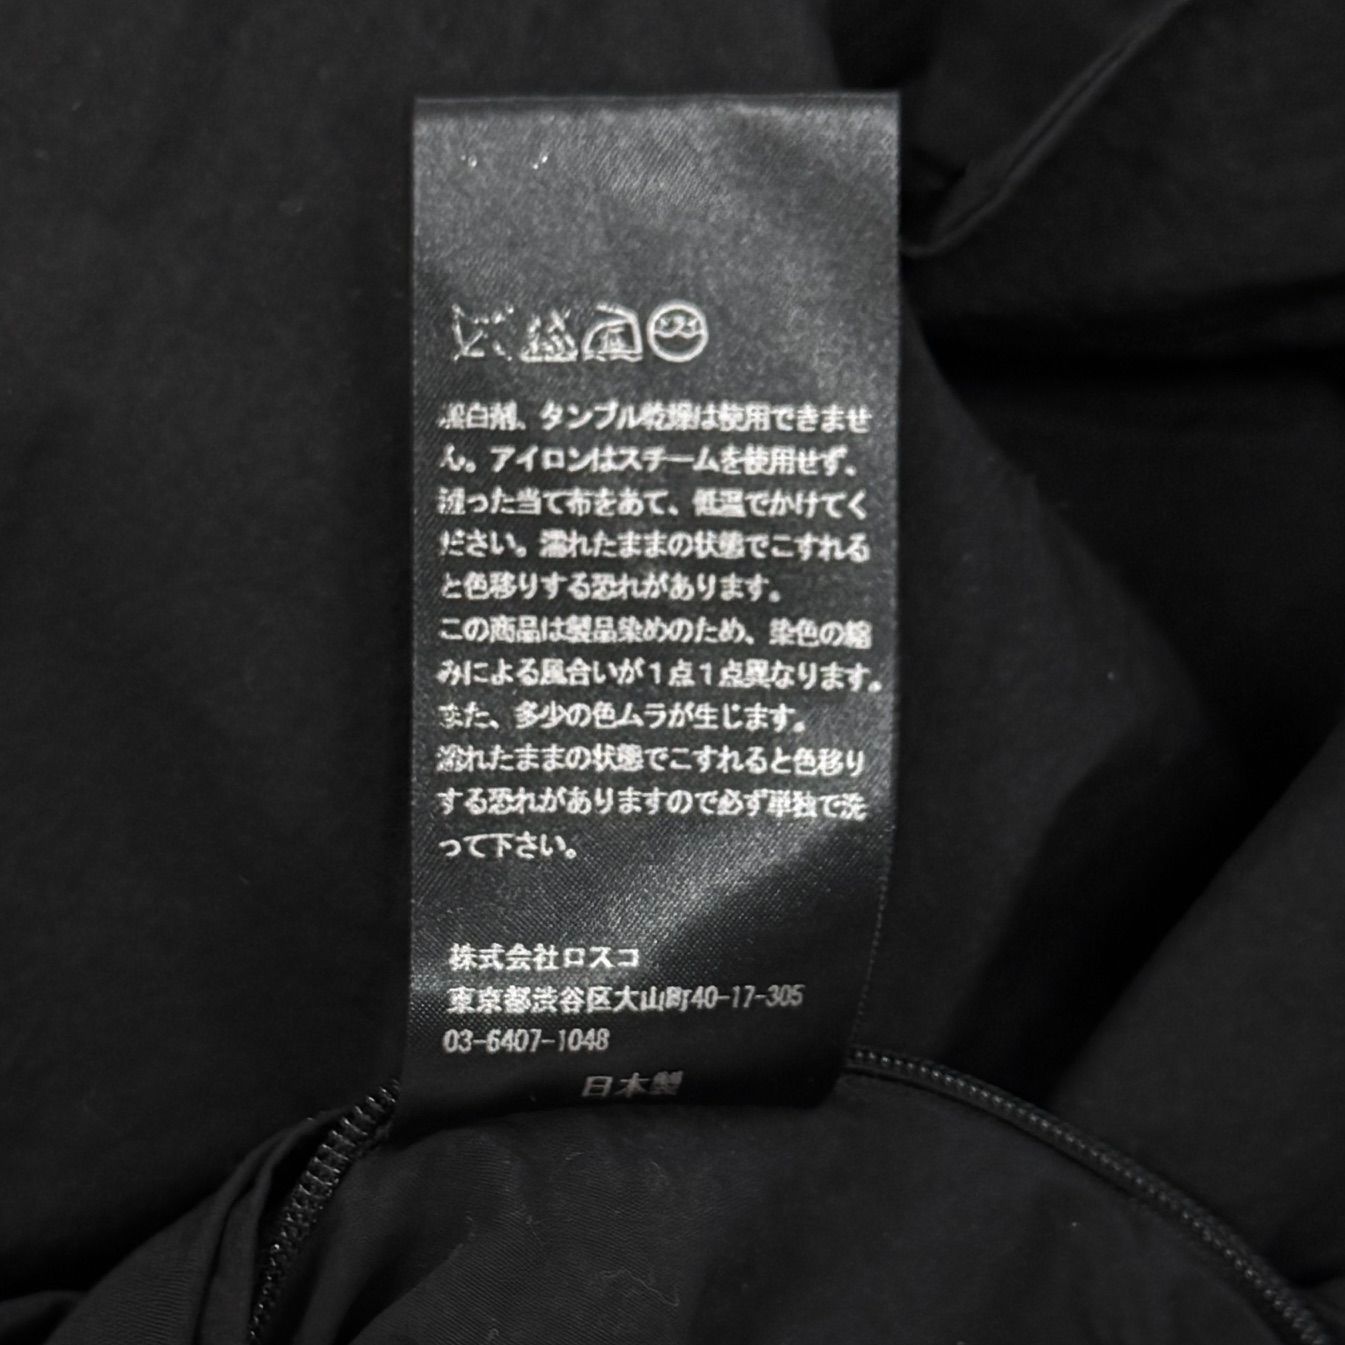 漂白剤、タンブル乾燥は使用できませ
ん。アイロンはスチームを使用せず、
湿った当て布をあて、低温でかけてく
ださい。濡れたままの状態でこすれる
と色移りする恐れがあります。
この商品は製品染めのため、染色の縮
みによる風合いが1点1点異なります。
また、多少の色ムラが生じます。
濡れたままの状態でこすれると色移り
する恐れがありますので必ず単独で洗
って下さい。
株式会社ロスコ
東京都渋谷区大山町40-17-305
03-6407-1048
日本製